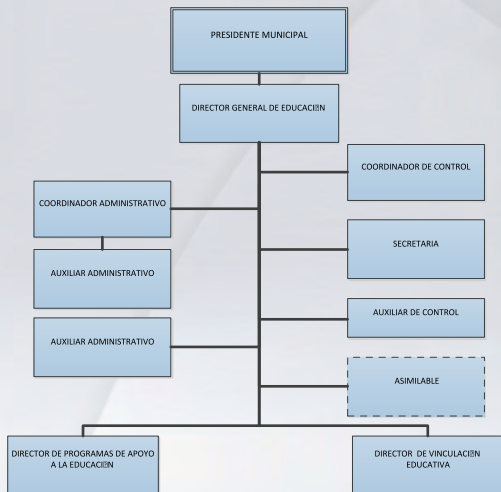 PRESIDENTE MUNICIPAL
DIRECTOR GENERAL DE EDUCACI⍰N
COORDINADOR DE CONTROL
COORDINADOR ADMINISTRATIVO
SECRETARIA
AUXILIAR ADMINISTRATIVO
AUXILIAR DE CONTROL
AUXILIAR ADMINISTRATIVO
ASIMILABLE
DIRECTOR DE PROGRAMAS DE APOYO
A LA EDUCACI⍰N
DIRECTOR DE VINCULACI⍰N
EDUCATIVA